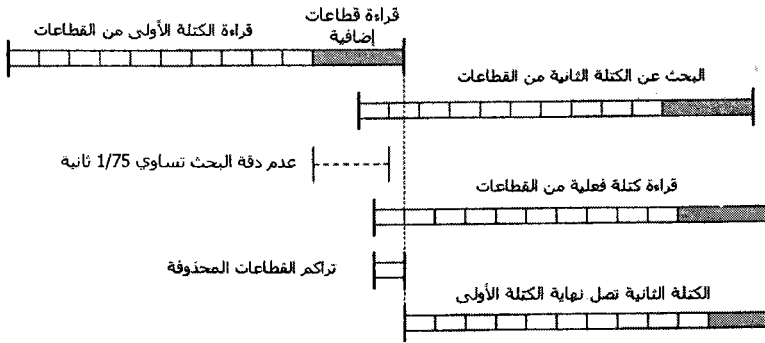 قراءة قطاعات
إضافية
قراءة الكتلة الأولى من القطاعات
البحث عن الكتلة الثانية من القطاعات
عدم دقة البحث تساوي 1/75 ثانية
قراءة كتلة فعلية من القطاعات
تراكم القطاعات المحذوفة
الكتلة الثانية تصل نهاية الكتلة الأولى